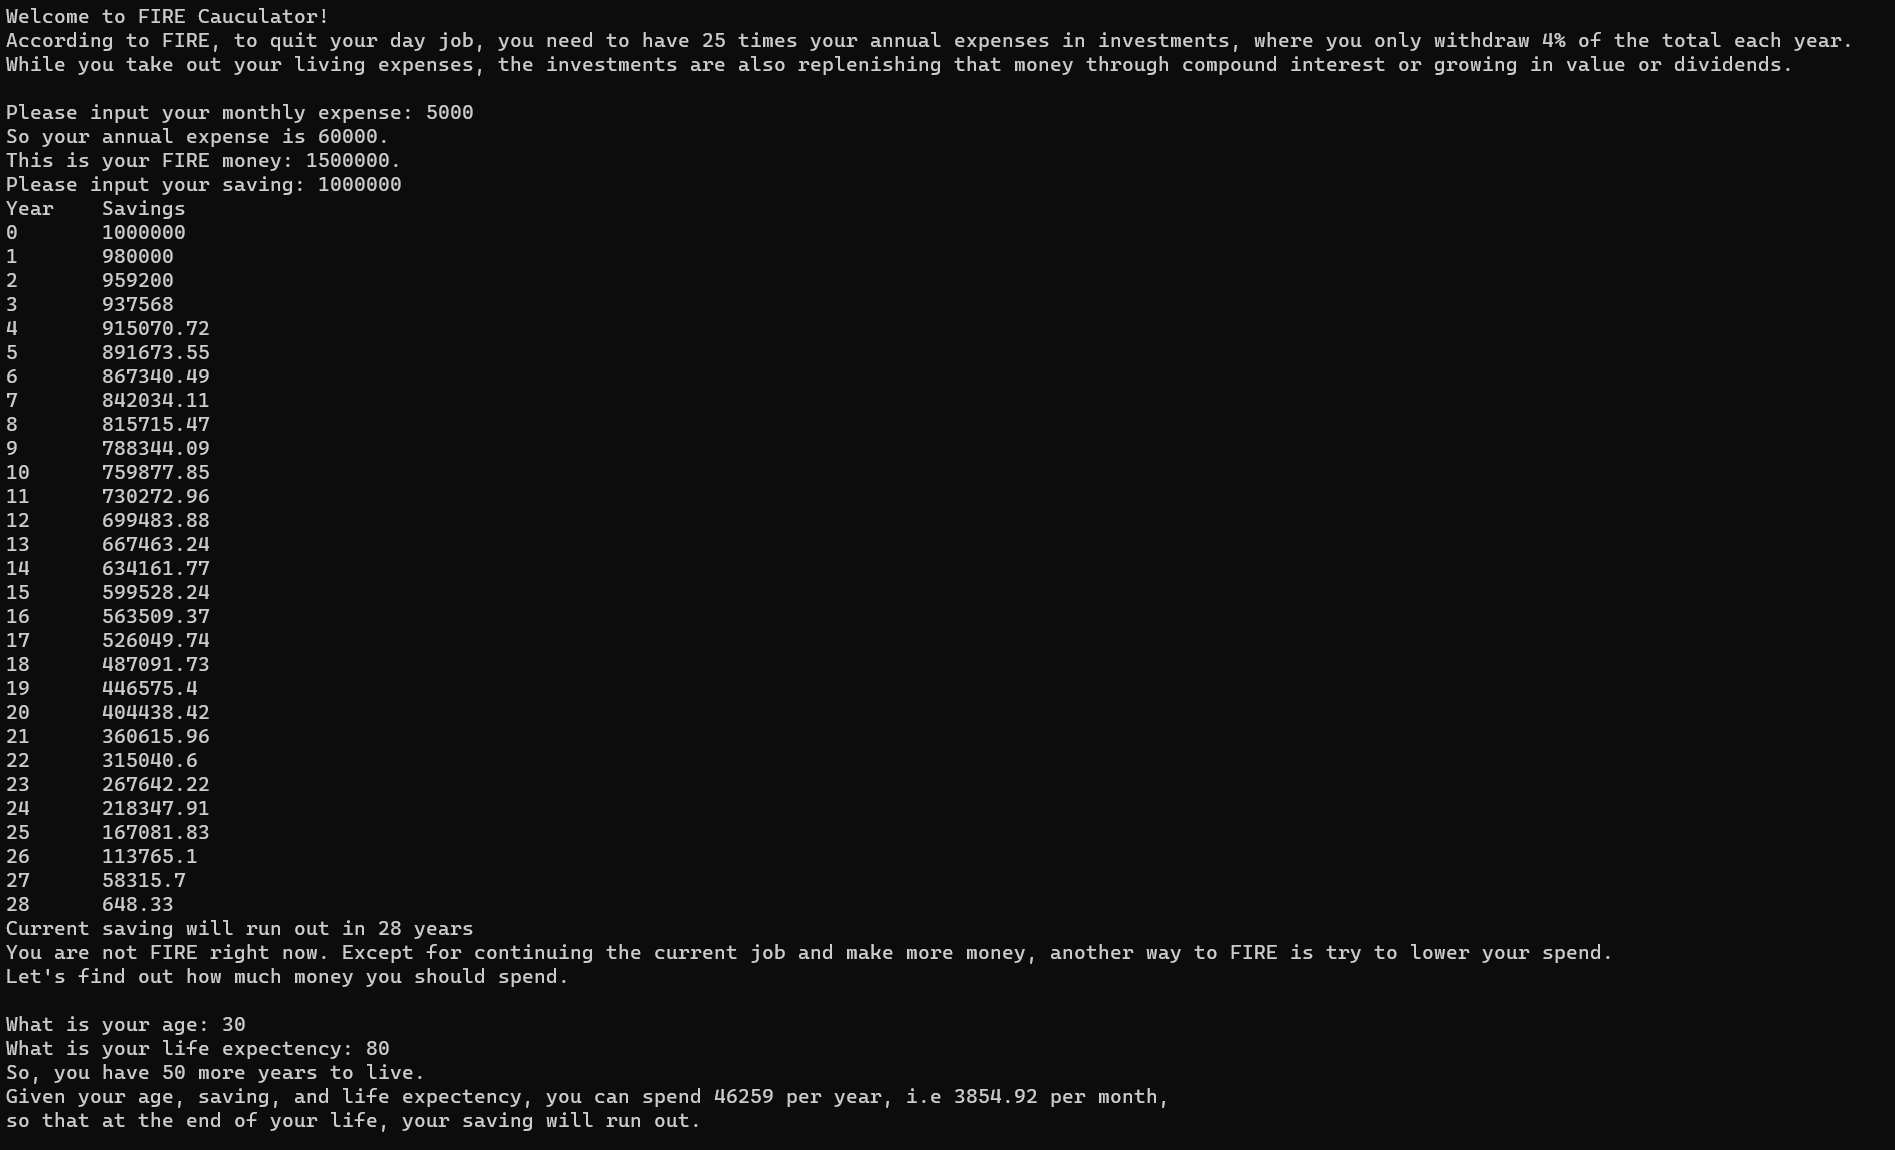 Welcome to FIRE Cauculator!
According to FIRE, to quit your day job, you need to have 25 times your annual expenses in investments, where you only withdraw 4% of the total each year.
While you take out your living expenses, the investments are also replenishing that money through compound interest or growing in value or dividends.
Please input your monthly expense: 5000
So your annual expense is 60000.
This is your FIRE money: 1500000.
Please input your saving: 1000000
Year    Savings
0       1000000
1       980000
2       959200
3       937568
4       915070.72
5       891673.55
6       867340.49
7       842034.11
8       815715.47
9       788344.09
10      759877.85
11      730272.96
12      699483.88
13      667463.24
14      634161.77
15      599528.24
16      563509.37
17      526049.74
18      487091.73
19      446575.4
20      404438.42
21      360615.96
22      315040.6
23      267642.22
24      218347.91
25      167081.83
26      113765.1
27      58315.7
28      648.33
Current saving will run out in 28 years
You are not FIRE right now. Except for continuing the current job and make more money, another way to FIRE is try to lower your spend.
Let's find out how much money you should spend.
What is your age: 30
What is your life expectency: 80
So, you have 50 more years to live.
Given your age, saving, and life expectency, you can spend 46259 per year, i.e 3854.92 per month,
so that at the end of your life, your saving will run out.